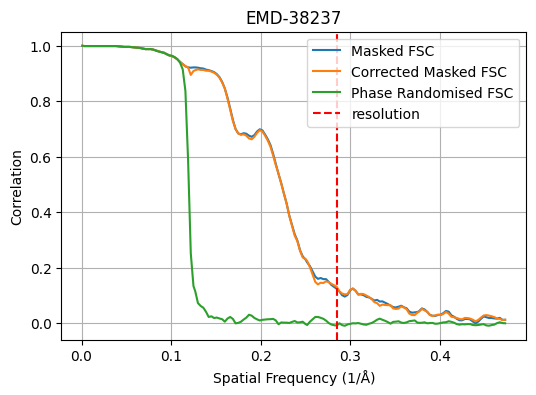 EMD-38237
Masked FSC
Corrected Masked FSC
Phase Randomised FSC
resolution
Correlation
1.0
0.8
0.6
0.4
0.2
0.0
0.0 0.1 0.2 0.3 0.4
Spatial Frequency (1/Å)